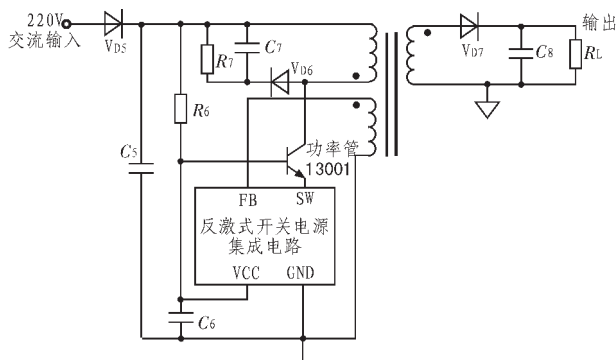 220V
交流输入
VD5
R7
C7
VD6
VD7
C8
RL
输出
R6
C5
功率管
13001
FB
SW
反激式开关电源
集成电路
VCC
GND
C6